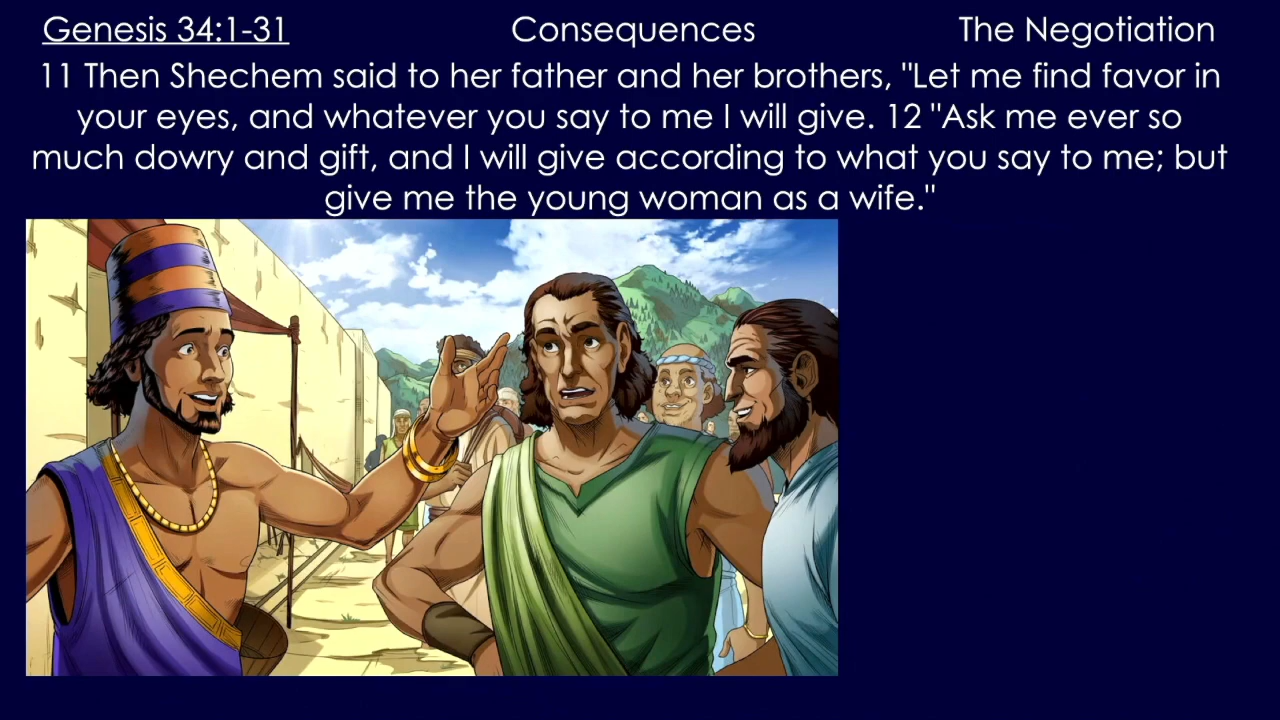 Genesis 34:1-31 Consequences The Negotiation
11 Then Shechem said to her father and her brothers, "Let me find favor in
your eyes, and whatever you say to me I will give. 12 "Ask me ever so
much dowry and gift, and I will give according to what you say to me; but
give me the young woman as a wife."